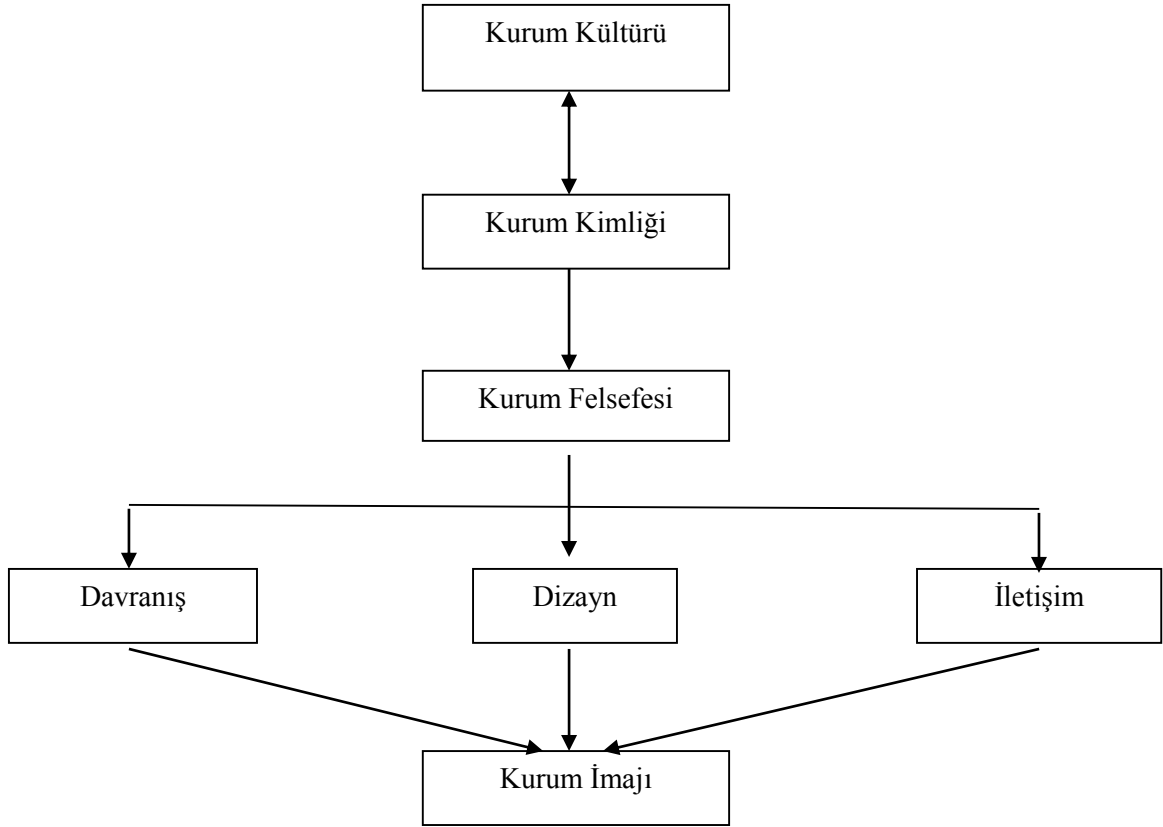 Kurum Kültürü
Kurum Kimliği
Kurum Felsefesi
Davranış
Dizayn
İletişim
Kurum İmajı